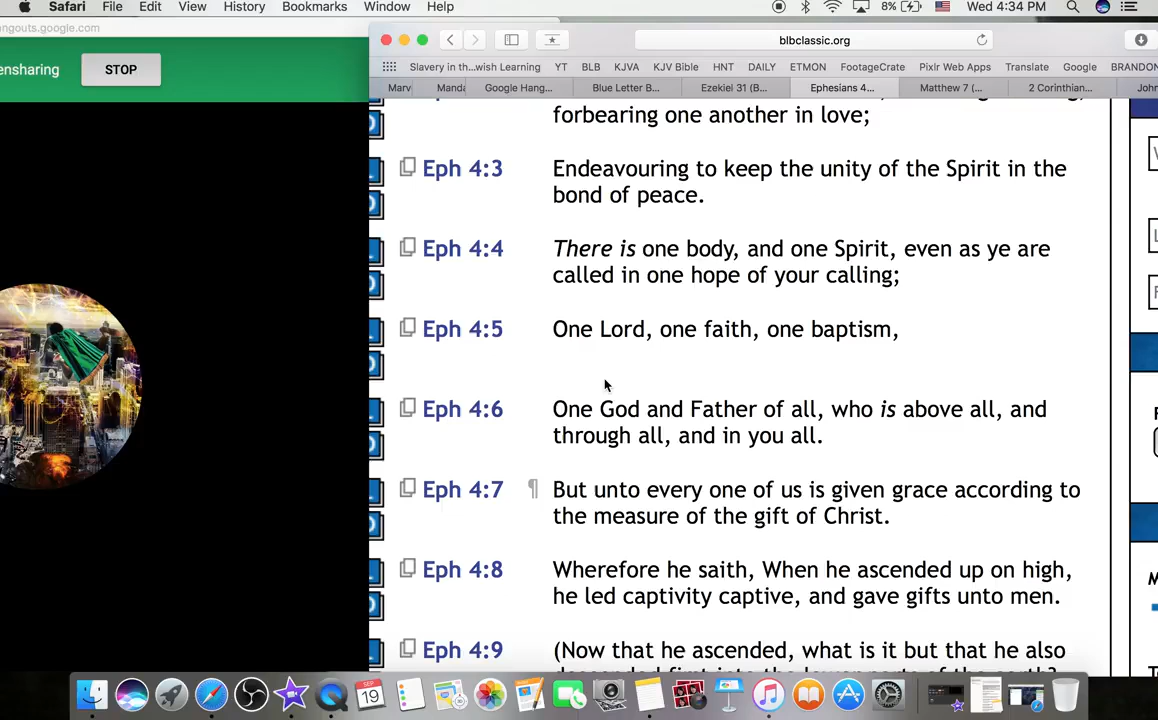 Safari File Edit View History Bookmarks Window Help 8% Wed 4:34 PM
angouts.google.com
blbclassic.org
ensharing STOP
Slavery in th...wish Learning YT BLB KJVA KJV Bible HNT DAILY ETMON FootageCrate Pixlr Web Apps Translate Google BRANDON
Marv Manda Google Hang... Blue Letter B... Ezekiel 31 (B... Ephesians 4... Matthew 7 (... 2 Corinthian... John
forbearing one another in love;
Eph 4:3 Endeavouring to keep the unity of the Spirit in the
bond of peace.
Eph 4:4 There is one body, and one Spirit, even as ye are
called in one hope of your calling;
Eph 4:5 One Lord, one faith, one baptism,
Eph 4:6 One God and Father of all, who is above all, and
through all, and in you all.
Eph 4:7 ¶ But unto every one of us is given grace according to
the measure of the gift of Christ.
Eph 4:8 Wherefore he saith, When he ascended up on high,
he led captivity captive, and gave gifts unto men.
Eph 4:9 (Now that he ascended, what is it but that he also
SEP
19